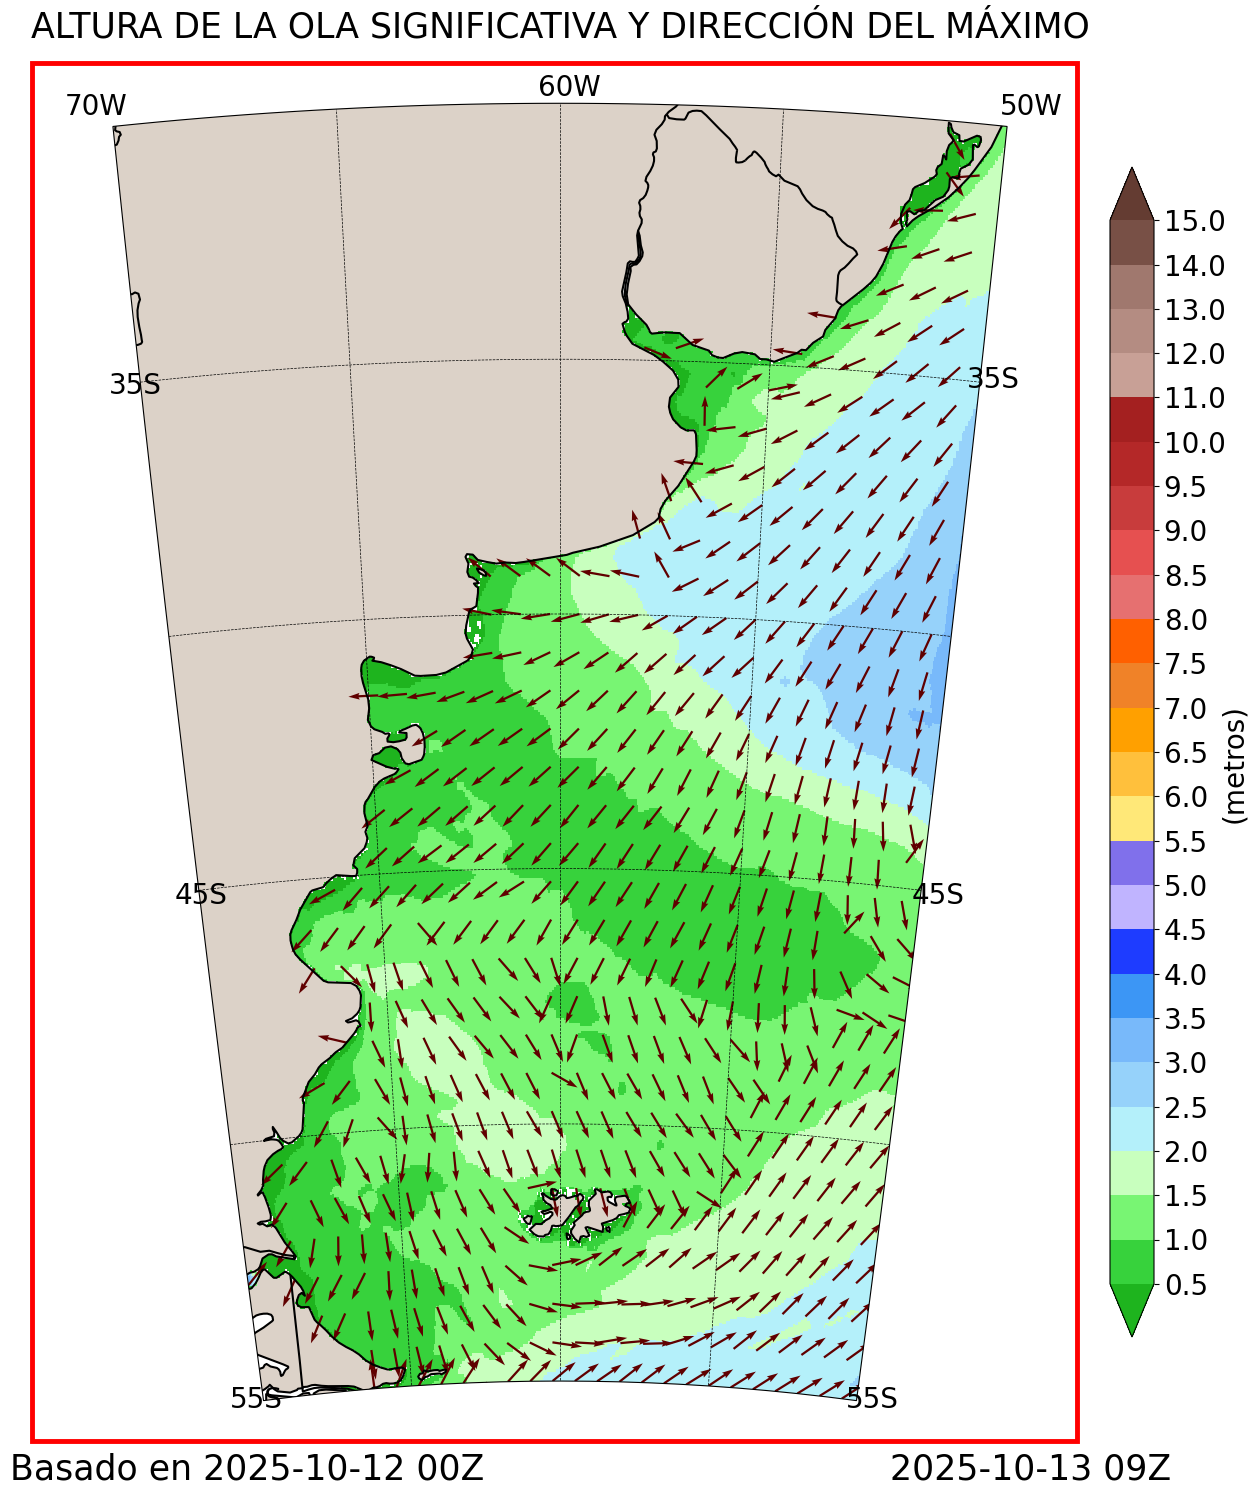 ALTURA DE LA OLA SIGNIFICATIVA Y DIRECCIÓN DEL MÁXIMO
70W
60W
50W
35S
35S
45S
45S
55S
55S
15.0
14.0
13.0
12.0
11.0
10.0
9.5
9.0
8.5
8.0
7.5
7.0
6.5
6.0
5.5
5.0
4.5
4.0
3.5
3.0
2.5
2.0
1.5
1.0
0.5
(metros)
Basado en 2025-10-12 00Z
2025-10-13 09Z